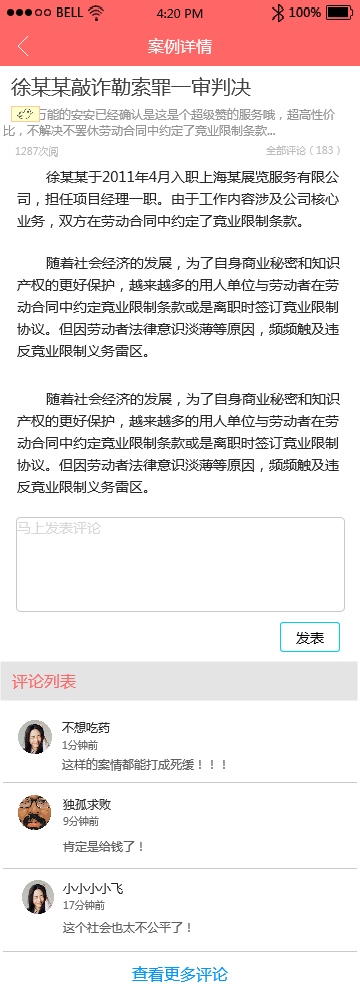 BELL
4:20 PM
100%
案例详情
徐某某敲诈勒索罪一审判决
万能的安安已经确认是这是个超级赞的服务哦，超高性价
比，不解决不罢休劳动合同中约定了竞业限制条款...
1287次阅
全部评论（183）
徐某某于2011年4月入职上海某展览服务有限公
司，担任项目经理一职。由于工作内容涉及公司核心
业务，双方在劳动合同中约定了竞业限制条款。
随着社会经济的发展，为了自身商业秘密和知识
产权的更好保护，越来越多的用人单位与劳动者在劳
动合同中约定竞业限制条款或是离职时签订竞业限制
协议。但因劳动者法律意识淡薄等原因，频频触及违
反竞业限制义务雷区。
随着社会经济的发展，为了自身商业秘密和知识
产权的更好保护，越来越多的用人单位与劳动者在劳
动合同中约定竞业限制条款或是离职时签订竞业限制
协议。但因劳动者法律意识淡薄等原因，频频触及违
反竞业限制义务雷区。
马上发表评论
发表
评论列表
不想吃药
1分钟前
这样的案情都能打成死缓！！！
独孤求败
9分钟前
肯定是给钱了！
小小小小飞
17分钟前
这个社会也太不公平了！
查看更多评论